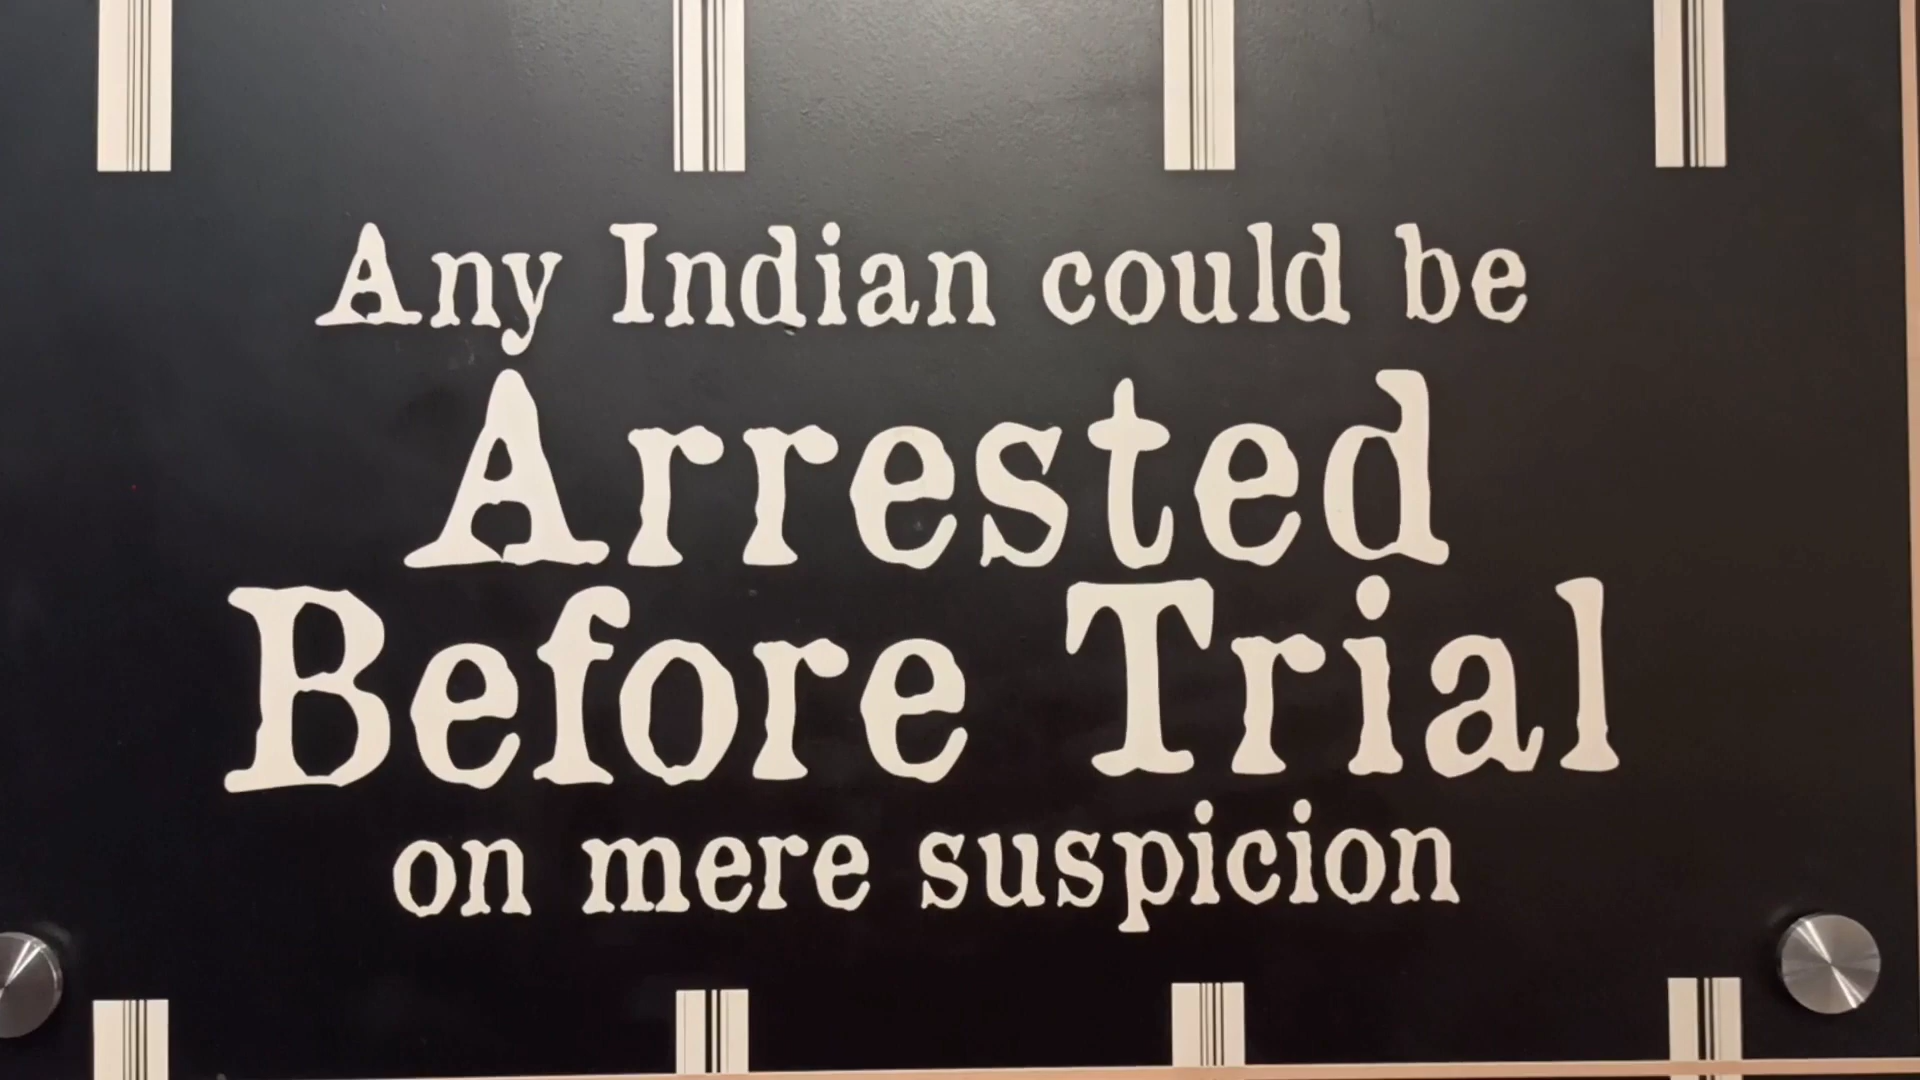 Any Indian could be
Arrested
Before Trial
on mere suspicion